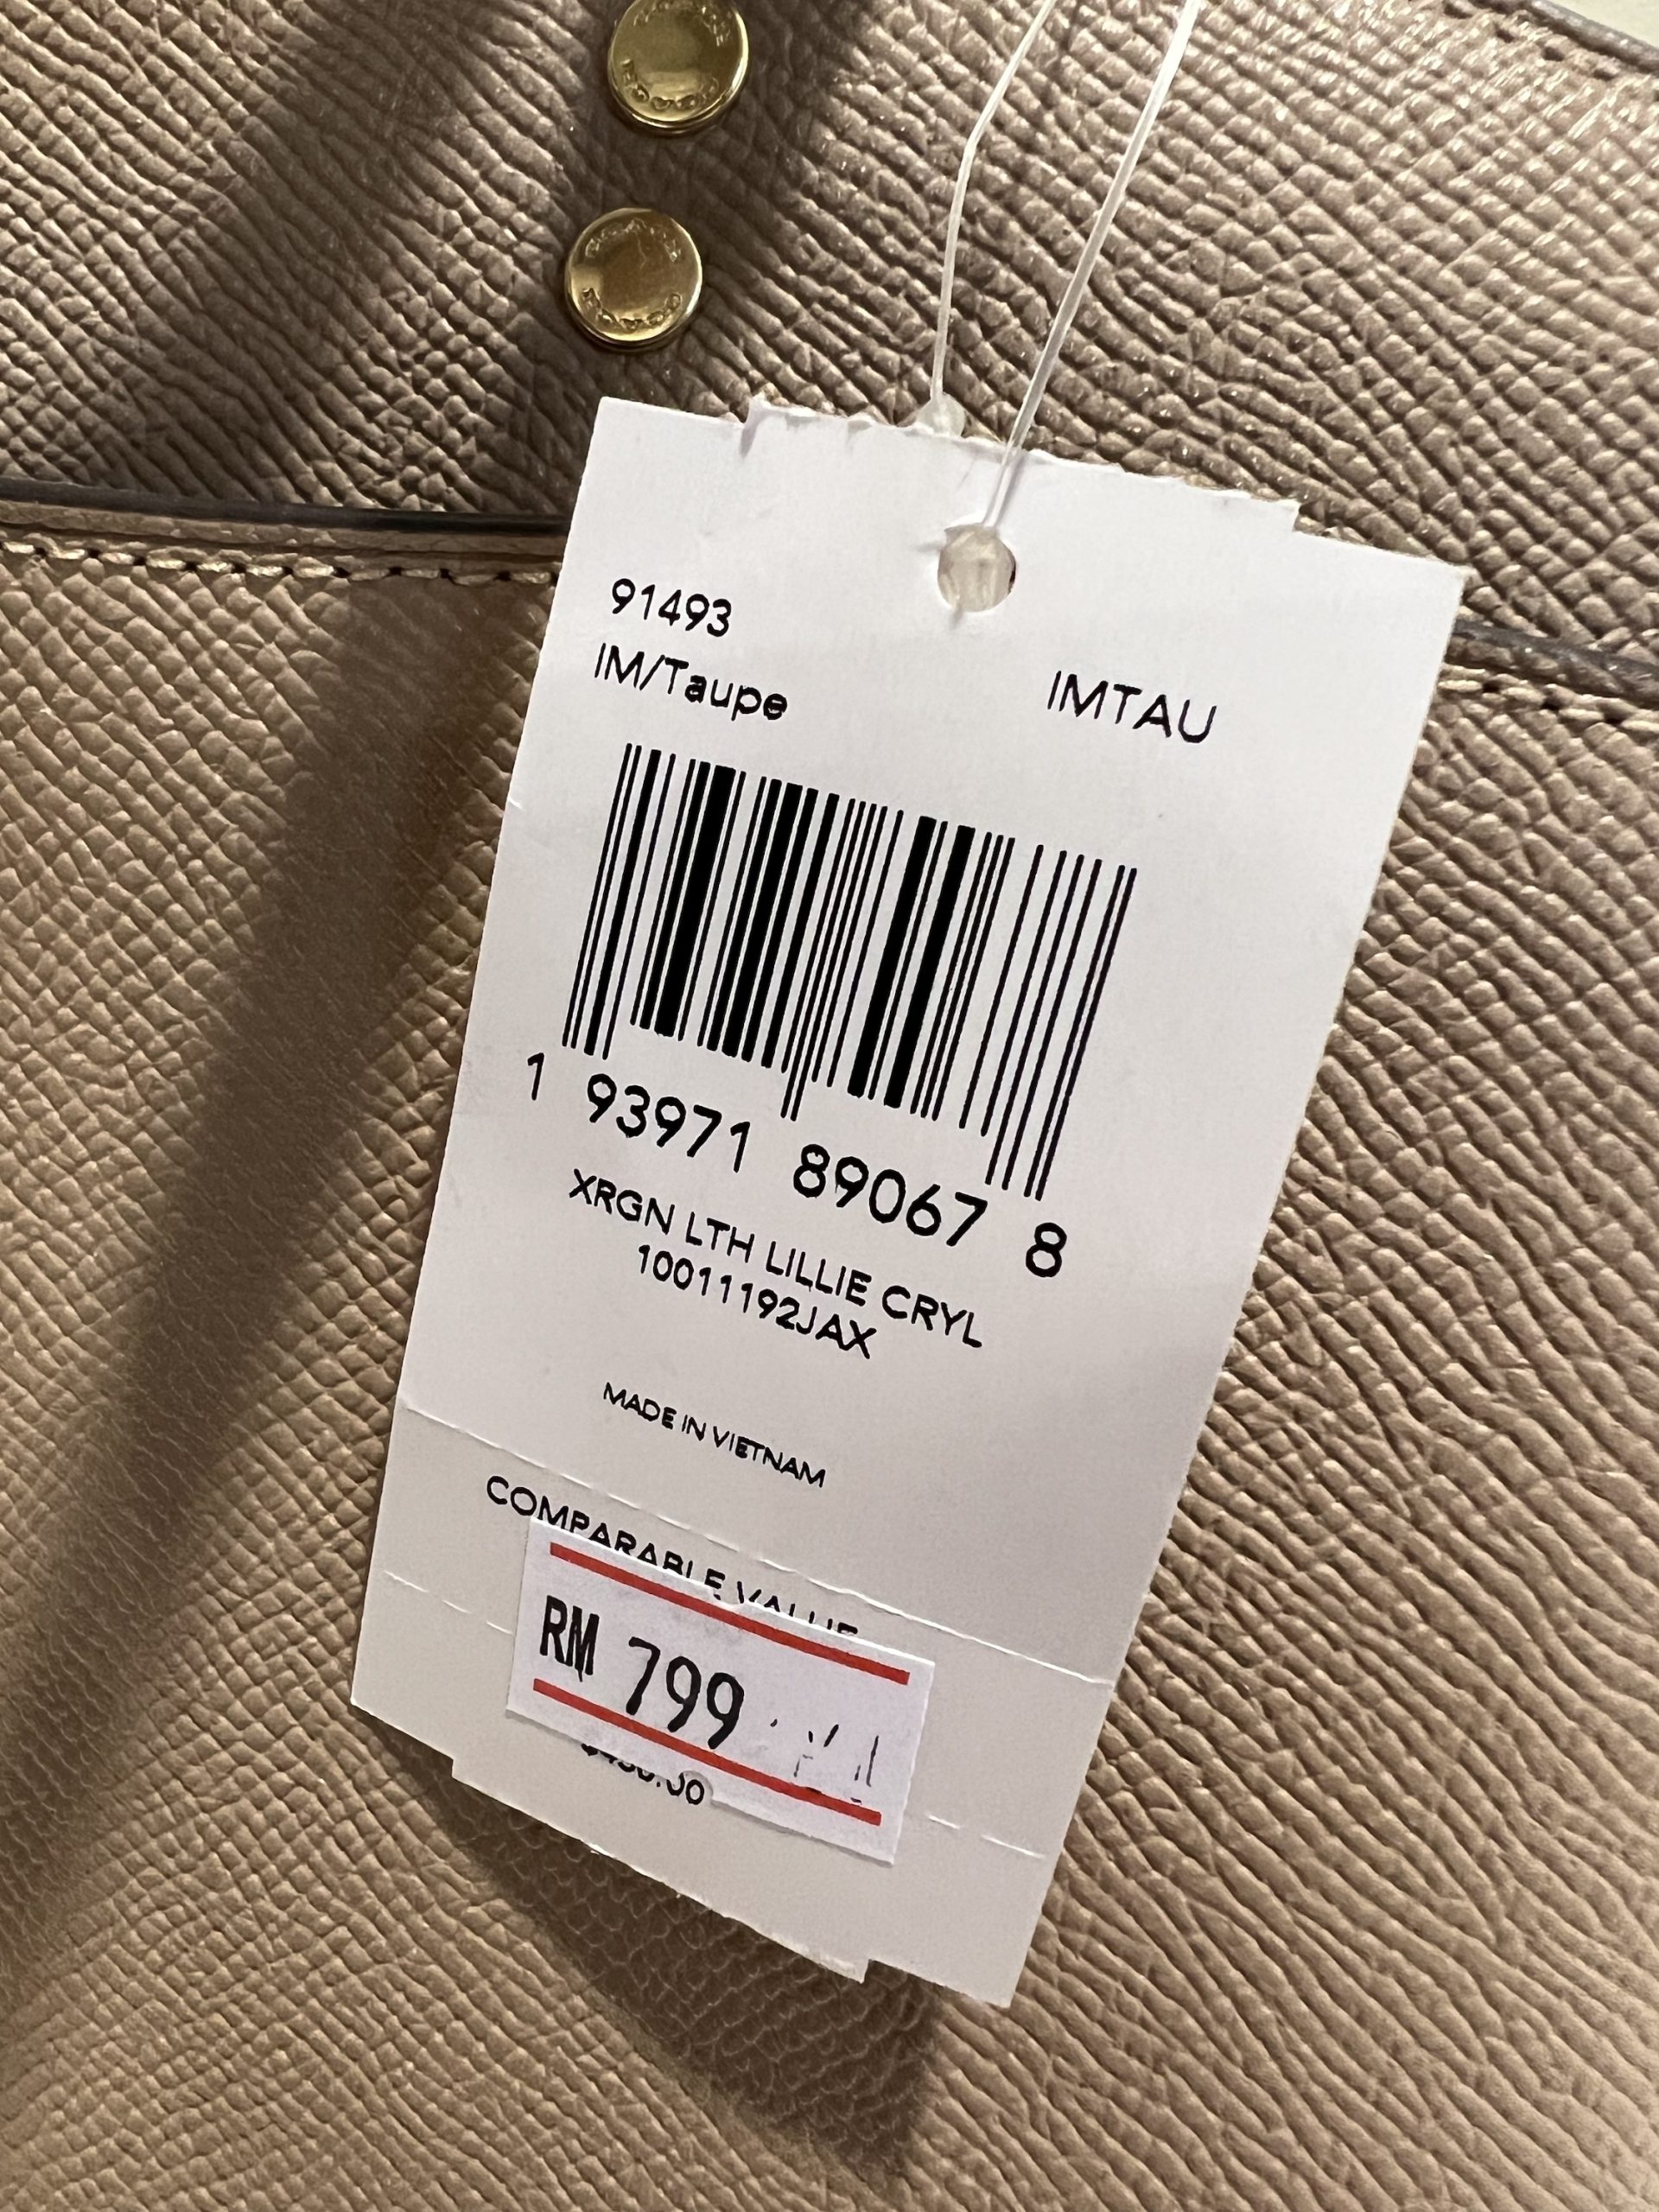 91493
IM/Taupe IMTAU
1 93971 89067 8
XRGN LTH LILLIE CRYL
10011192JAX
MADE IN VIETNAM
COMPARABLE VALUE
RM 799